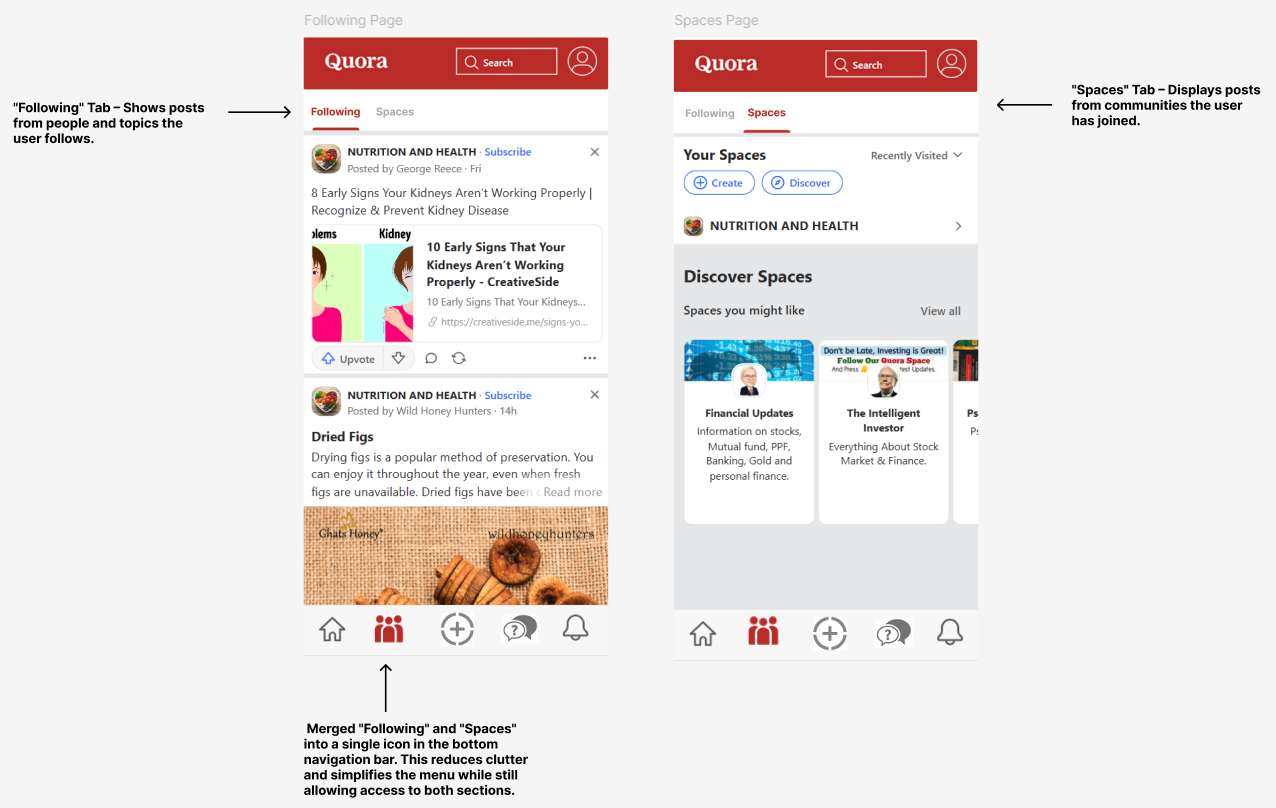 Following Page
Quora
Search
Following Spaces
"Following" Tab – Shows posts
from people and topics the
user follows.
NUTRITION AND HEALTH · Subscribe
Posted by George Reece · Fri
8 Early Signs Your Kidneys Aren't Working Properly |
Recognize & Prevent Kidney Disease
olems Kidney
10 Early Signs That Your
Kidneys Aren't Working
Properly - CreativeSide
10 Early Signs That Your Kidneys...
https://creativeside.me/signs-yo...
Upvote
NUTRITION AND HEALTH · Subscribe
Posted by Wild Honey Hunters · 14h
Dried Figs
Drying figs is a popular method of preservation. You
can enjoy it throughout the year, even when fresh
figs are unavailable. Dried figs have been Read more
Ghats Honey
wildhoneyhunters
Merged "Following" and "Spaces"
into a single icon in the bottom
navigation bar. This reduces clutter
and simplifies the menu while still
allowing access to both sections.
Spaces Page
Quora
Search
Following Spaces
"Spaces" Tab – Displays posts
from communities the user
has joined.
Your Spaces
Recently Visited
Create
Discover
NUTRITION AND HEALTH
Discover Spaces
Spaces you might like
View all
Financial Updates
Information on stocks,
Mutual fund, PPF,
Banking, Gold and
personal finance.
Don't be Late, Investing is Great!
Follow Our Quora Space
And Press test Updates.
The Intelligent
Investor
Everything About Stock
Market & Finance.
Ps
Ps